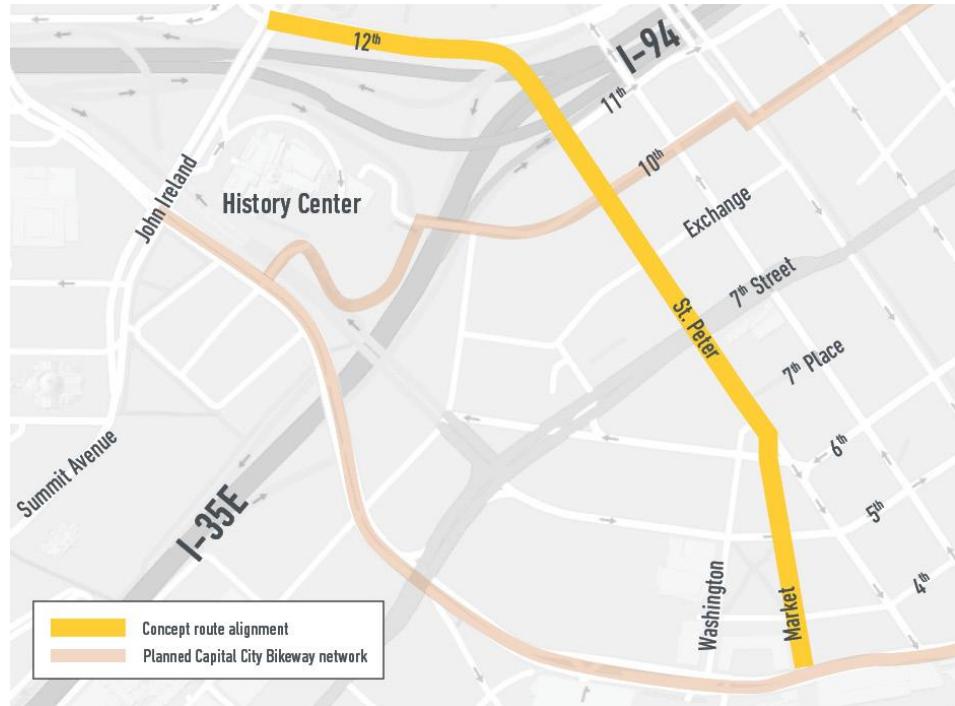 12th
I-94
11th
10th
John Ireland
History Center
Exchange
7th Street
St. Peter
7th Place
6th
Summit Avenue
I-35E
5th
4th
Washington
Market
Concept route alignment
Planned Capital City Bikeway network